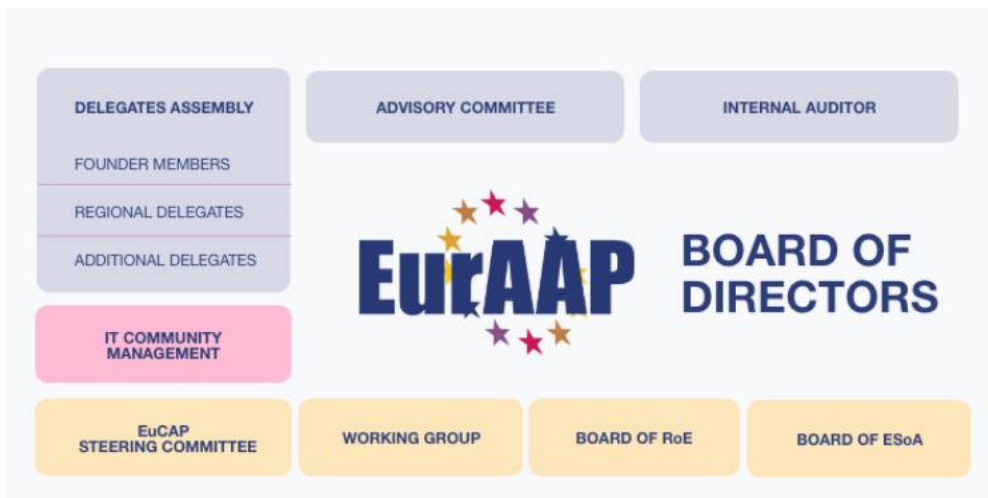 DELEGATES ASSEMBLY
FOUNDER MEMBERS
REGIONAL DELEGATES
ADDITIONAL DELEGATES
ADVISORY COMMITTEE
INTERNAL AUDITOR
EurAAP
BOARD OF
DIRECTORS
IT COMMUNITY
MANAGEMENT
EuCAP
STEERING COMMITTEE
WORKING GROUP
BOARD OF RoE
BOARD OF ESoA